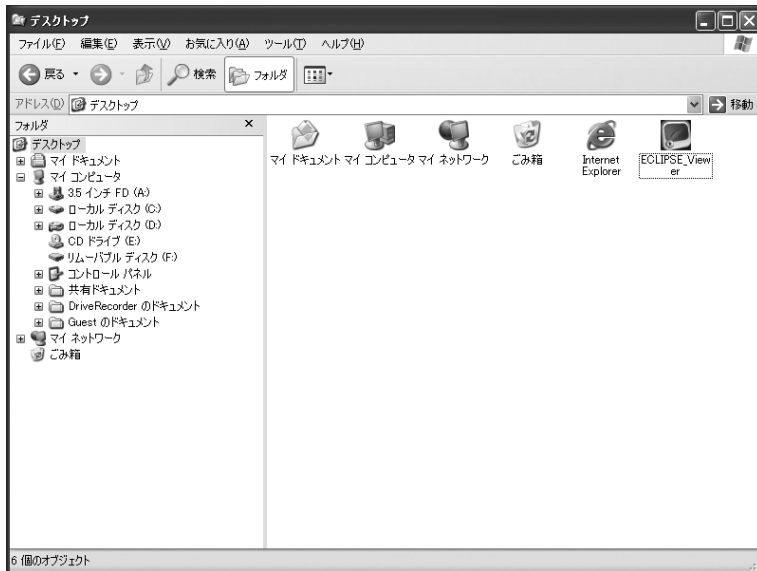 デスクトップ
ファイル(F) 編集(E) 表示(V) お気に入り(A) ツール(T) ヘルプ(H)
戻る 検索 フォルダ
アドレス(D) デスクトップ 移動
フォルダ ×
デスクトップ
マイ ドキュメント
マイ コンピュータ
3.5 インチ FD (A:)
ローカル ディスク (C:)
ローカル ディスク (D:)
CD ドライブ (E:)
リムーバブル ディスク (F:)
コントロール パネル
共有ドキュメント
DriveRecorder のドキュメント
Guest のドキュメント
マイ ネットワーク
ごみ箱
マイ ドキュメント マイ コンピュータ マイ ネットワーク ごみ箱 Internet ECLIPSE_View
Explorer er
6 個のオブジェクト